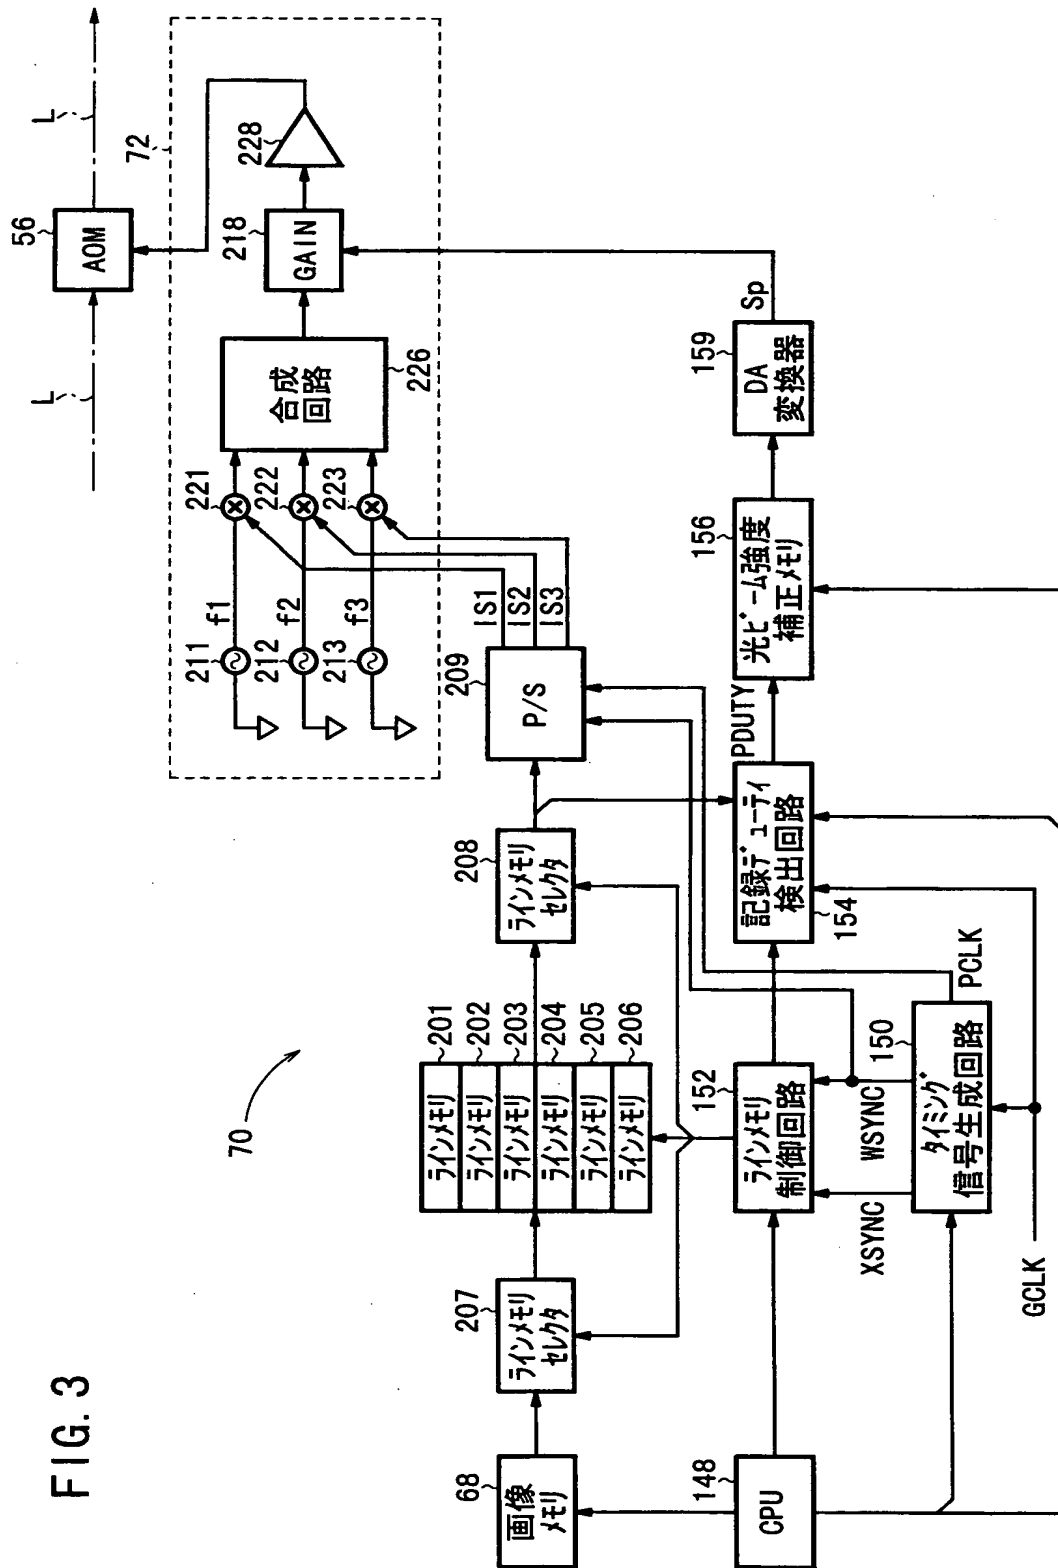 FIG. 3
70
L
L
56
AOM
72
211
f1
221
212
f2
222
213
f3
223
合成
回路
226
218
GAIN
228
IS1
IS2
IS3
209
P/S
68
画像
メモリ
207
ラインメモリ
セレクタ
ラインメモリ
201
ラインメモリ
202
ラインメモリ
203
ラインメモリ
204
ラインメモリ
205
ラインメモリ
206
208
ラインメモリ
セレクタ
148
CPU
152
ラインメモリ
制御回路
XSYNC
WSYNC
150
タイミング
信号生成回路
PCLK
GCLK
記録デューティ
検出回路
154
PDUTY
156
光ビーム強度
補正メモリ
159
DA
変換器
Sp